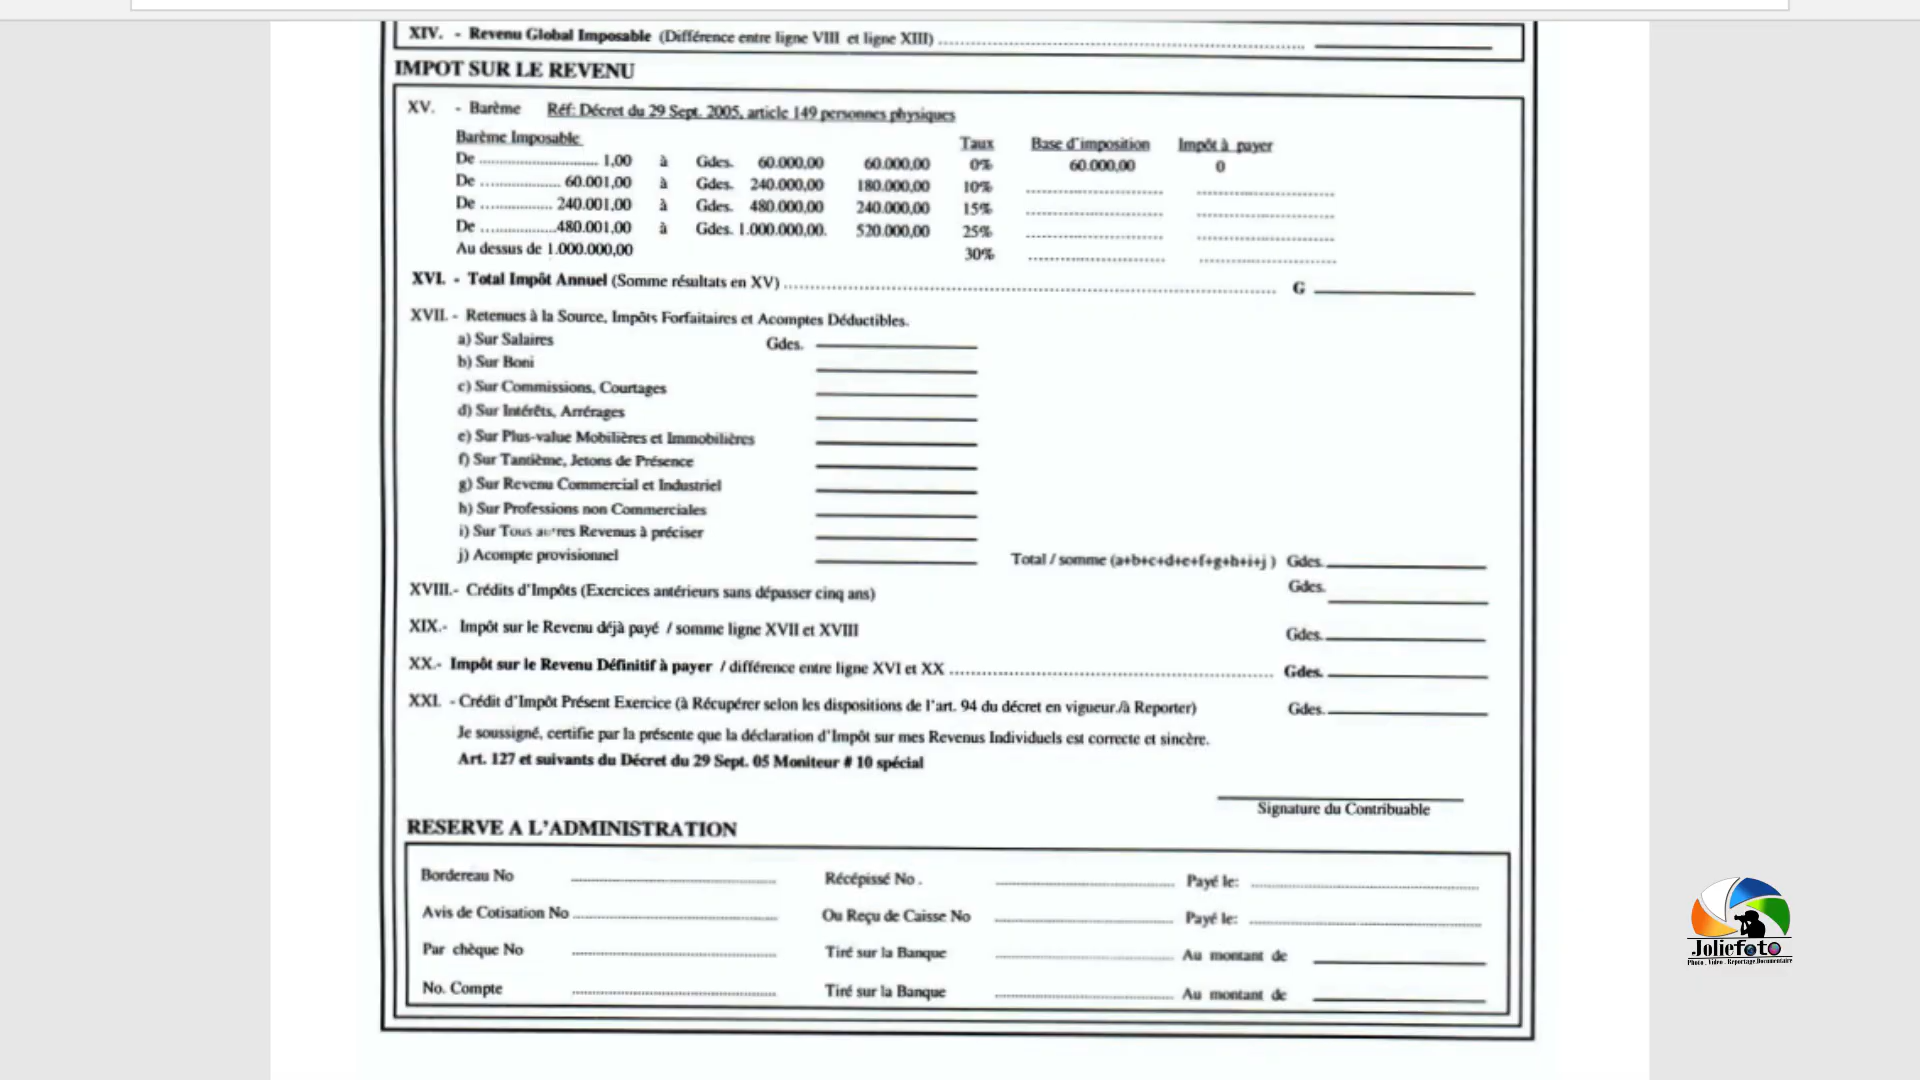 XIV. - Revenu Global Imposable (Différence entre ligne VIII et ligne XIII)
IMPOT SUR LE REVENU
XV. - Barème Réf: Décret du 29 Sept. 2005, article 149 personnes physiques
Barème Imposable Taux Base d'imposition Impôt à payer
De 1,00 à Gdes. 60.000,00 60.000,00 0% 60.000,00 0
De 60.001,00 à Gdes. 240.000,00 180.000,00 10%
De 240.001,00 à Gdes. 480.000,00 240.000,00 15%
De 480.001,00 à Gdes. 1.000.000,00. 520.000,00 25%
Au dessus de 1.000.000,00 30%
XVI. - Total Impôt Annuel (Somme résultats en XV) G
XVII. - Retenues à la Source, Impôts Forfaitaires et Acomptes Déductibles.
a) Sur Salaires Gdes.
b) Sur Boni
c) Sur Commissions, Courtages
d) Sur Intérêts, Arrérages
e) Sur Plus-value Mobilières et Immobilières
f) Sur Tantième, Jetons de Présence
g) Sur Revenu Commercial et Industriel
h) Sur Professions non Commerciales
i) Sur Tous autres Revenus à préciser
j) Acompte provisionnel Total / somme (a+b+c+d+e+f+g+h+i+j ) Gdes.
XVIII.- Crédits d'Impôts (Exercices antérieurs sans dépasser cinq ans) Gdes.
XIX.- Impôt sur le Revenu déjà payé / somme ligne XVII et XVIII Gdes.
XX.- Impôt sur le Revenu Définitif à payer / différence entre ligne XVI et XX Gdes.
XXI. - Crédit d'Impôt Présent Exercice (à Récupérer selon les dispositions de l'art. 94 du décret en vigueur./à Reporter) Gdes.
Je soussigné, certifie par la présente que la déclaration d'Impôt sur mes Revenus Individuels est correcte et sincère.
Art. 127 et suivants du Décret du 29 Sept. 05 Moniteur # 10 spécial
Signature du Contribuable
RESERVE A L'ADMINISTRATION
Bordereau No Récépissé No . Payé le:
Avis de Cotisation No Ou Reçu de Caisse No Payé le:
Par chèque No Tiré sur la Banque Au montant de
No. Compte Tiré sur la Banque Au montant de
Joliefoto
Photo . Video . Reportage.Documentaire